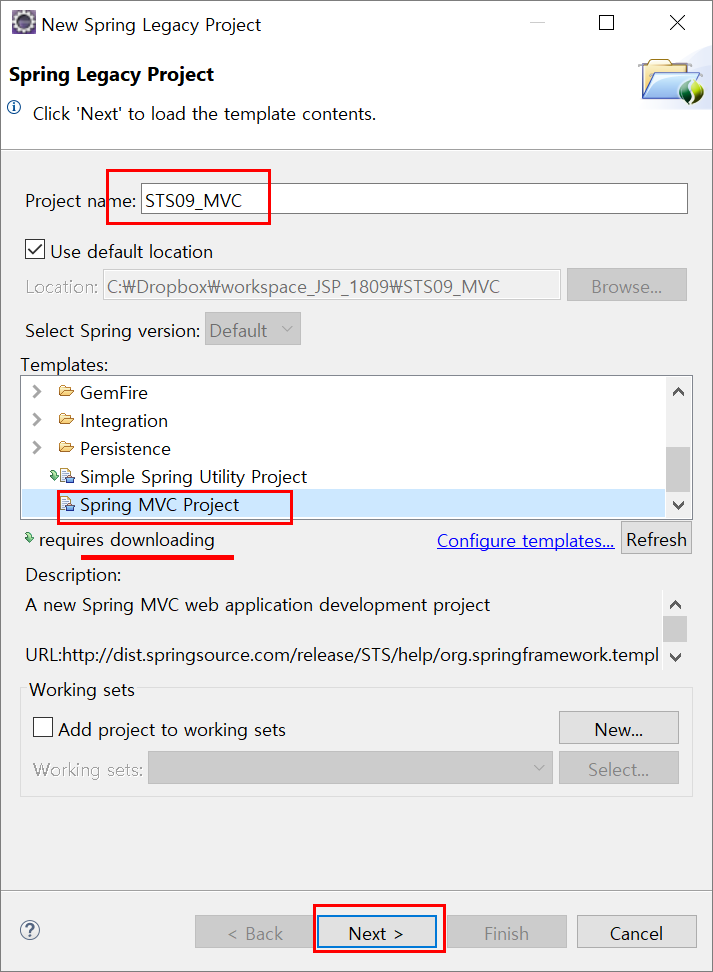 New Spring Legacy Project
Spring Legacy Project
Click 'Next' to load the template contents.
Project name: STS09_MVC
Use default location
Location: C:₩Dropbox₩workspace_JSP_1809₩STS09_MVC Browse...
Select Spring version: Default
Templates:
GemFire
Integration
Persistence
Simple Spring Utility Project
Spring MVC Project
requires downloading Configure templates... Refresh
Description:
A new Spring MVC web application development project
URL:http://dist.springsource.com/release/STS/help/org.springframework.templ
Working sets
Add project to working sets New...
Working sets: Select...
< Back Next > Finish Cancel